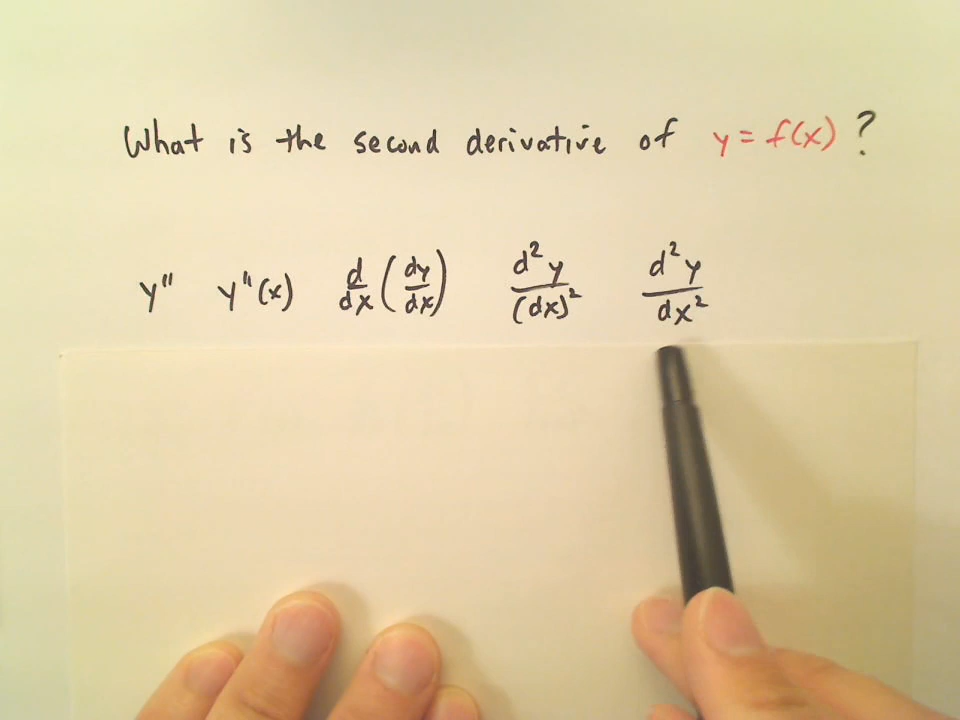 What is the second derivative of y = f(x) ?
y'' y''(x) d/dx (dy/dx) d²y/(dx)² d²y/dx²